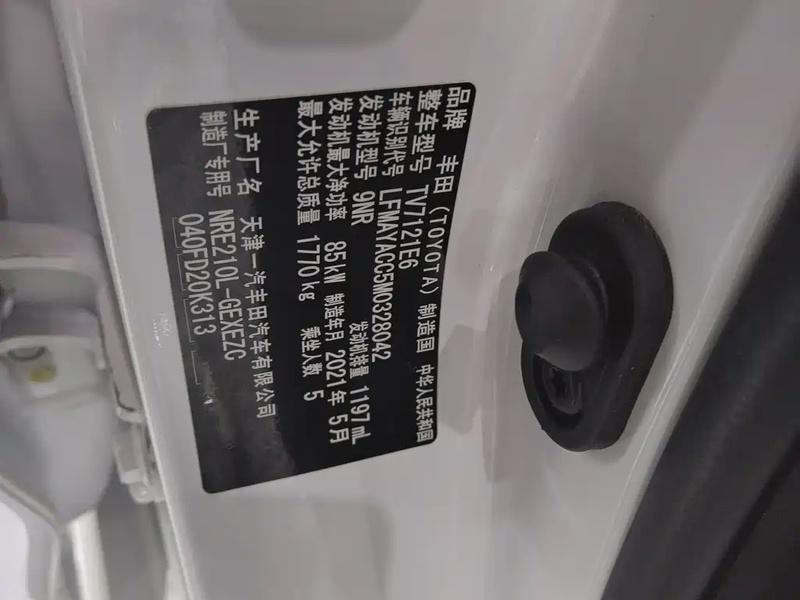 品牌 丰田 (TOYOTA) 制造国 中华人民共和国
整车型号 TV7121E6
车辆识别代号 LFMAYACC5M0328042
发动机型号 9NR 发动机排量 1197mL
发动机最大净功率 85kW 制造年月 2021年5月
最大允许总质量 1770kg 乘坐人数 5
生产厂名 天津一汽丰田汽车有限公司
制造厂专用号 NRE210L-GEXEZC
040FD20K313